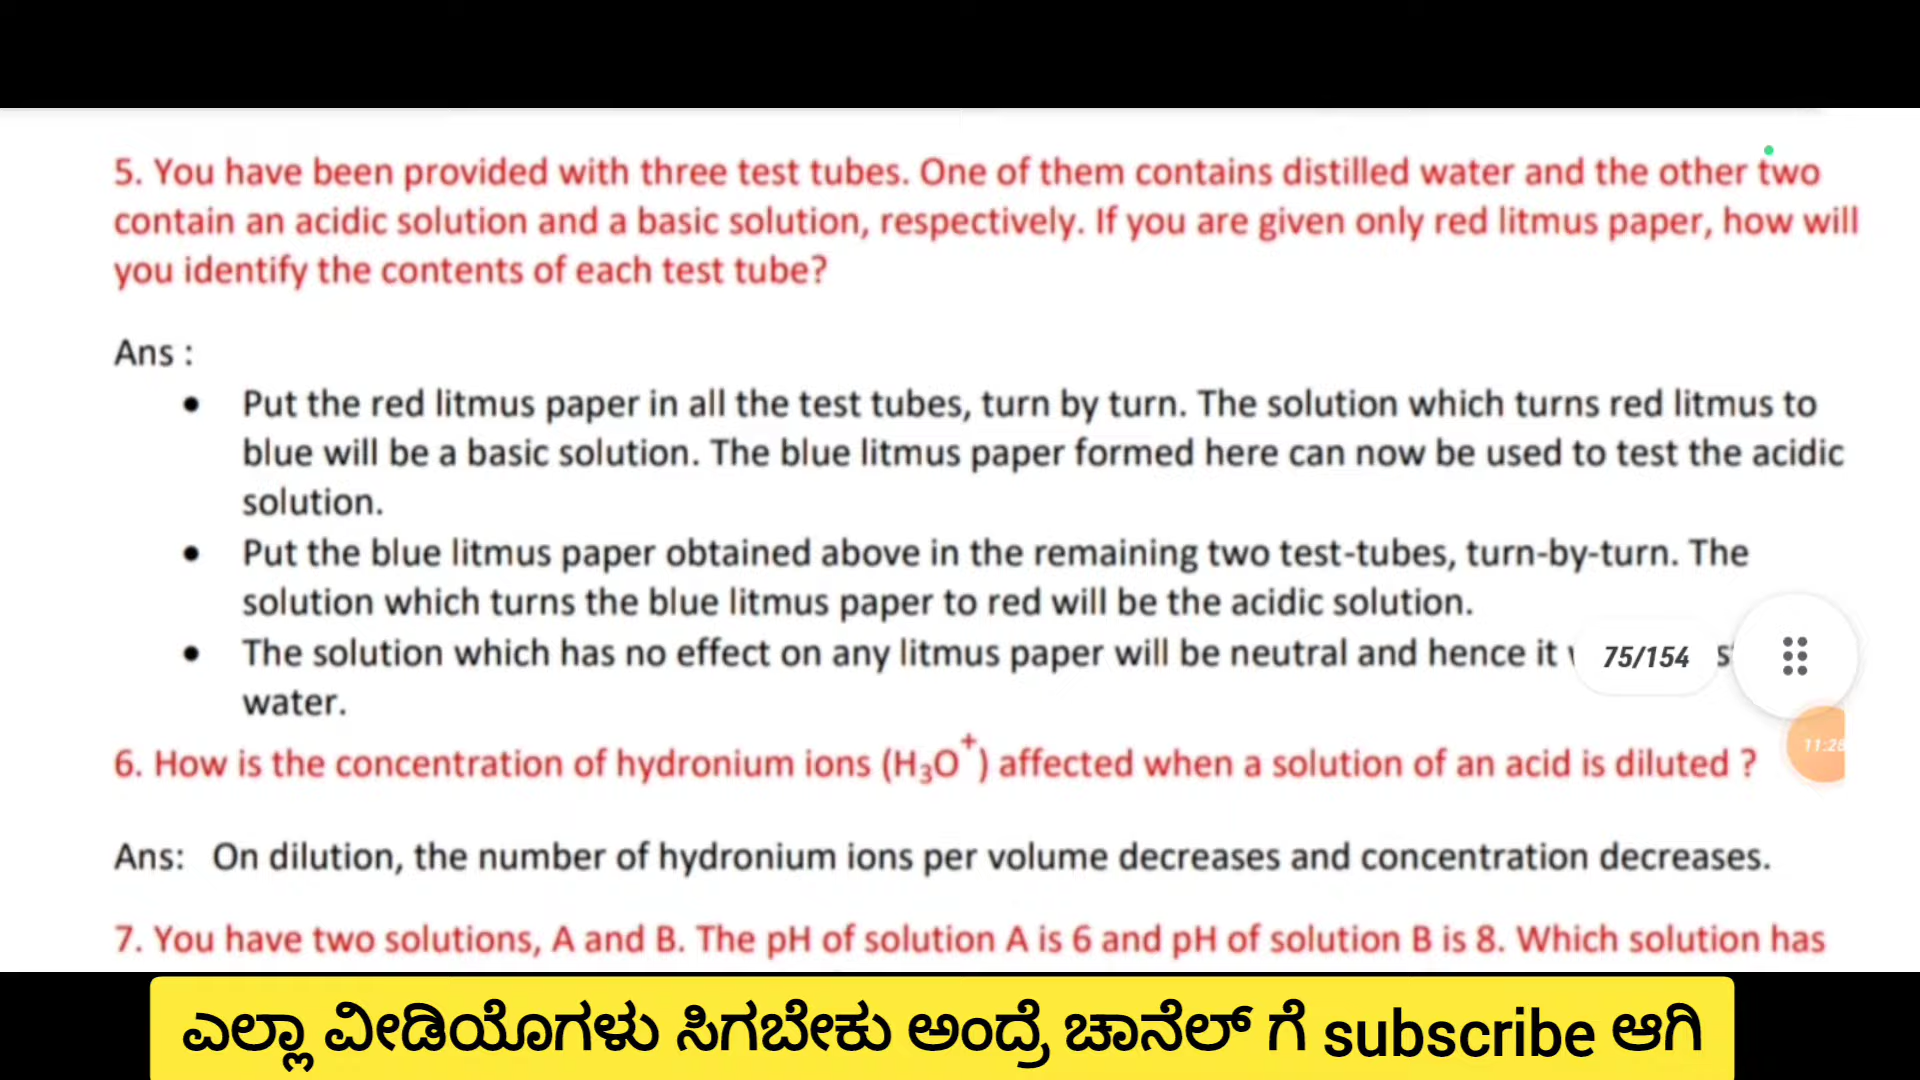 5. You have been provided with three test tubes. One of them contains distilled water and the other two
contain an acidic solution and a basic solution, respectively. If you are given only red litmus paper, how will
you identify the contents of each test tube?
Ans :
• Put the red litmus paper in all the test tubes, turn by turn. The solution which turns red litmus to
blue will be a basic solution. The blue litmus paper formed here can now be used to test the acidic
solution.
• Put the blue litmus paper obtained above in the remaining two test-tubes, turn-by-turn. The
solution which turns the blue litmus paper to red will be the acidic solution.
• The solution which has no effect on any litmus paper will be neutral and hence it
75/154
water.
6. How is the concentration of hydronium ions (H₃O⁺) affected when a solution of an acid is diluted ?
11:26
Ans: On dilution, the number of hydronium ions per volume decreases and concentration decreases.
7. You have two solutions, A and B. The pH of solution A is 6 and pH of solution B is 8. Which solution has
ಎಲ್ಲಾ ವೀಡಿಯೊಗಳು ಸಿಗಬೇಕು ಅಂದ್ರೆ ಚಾನೆಲ್ ಗೆ subscribe ಆಗಿ